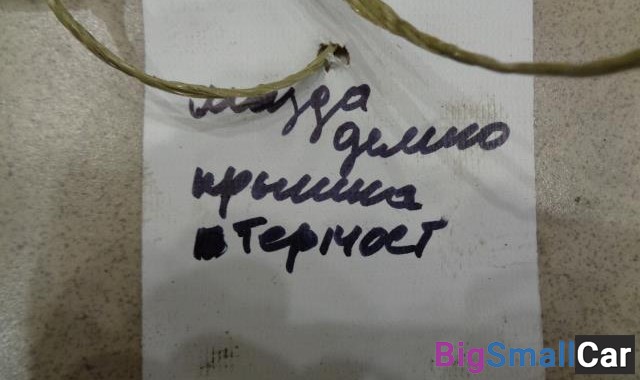 мазда
демио
крышка
термост
BigSmallCar